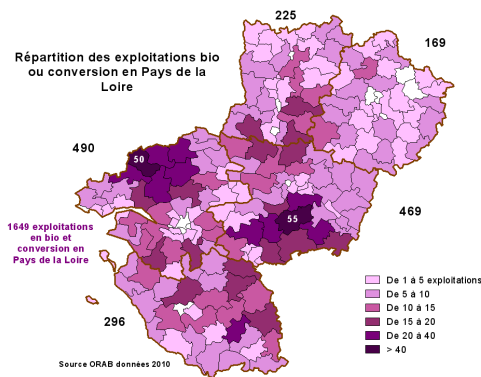 225
Répartition des exploitations bio
ou conversion en Pays de la
Loire
169
490
50
469
55
1649 exploitations
en bio et
conversion en
Pays de la Loire
296
De 1 à 5 exploitations
De 5 à 10
De 10 à 15
De 15 à 20
De 20 à 40
> 40
Source ORAB données 2010